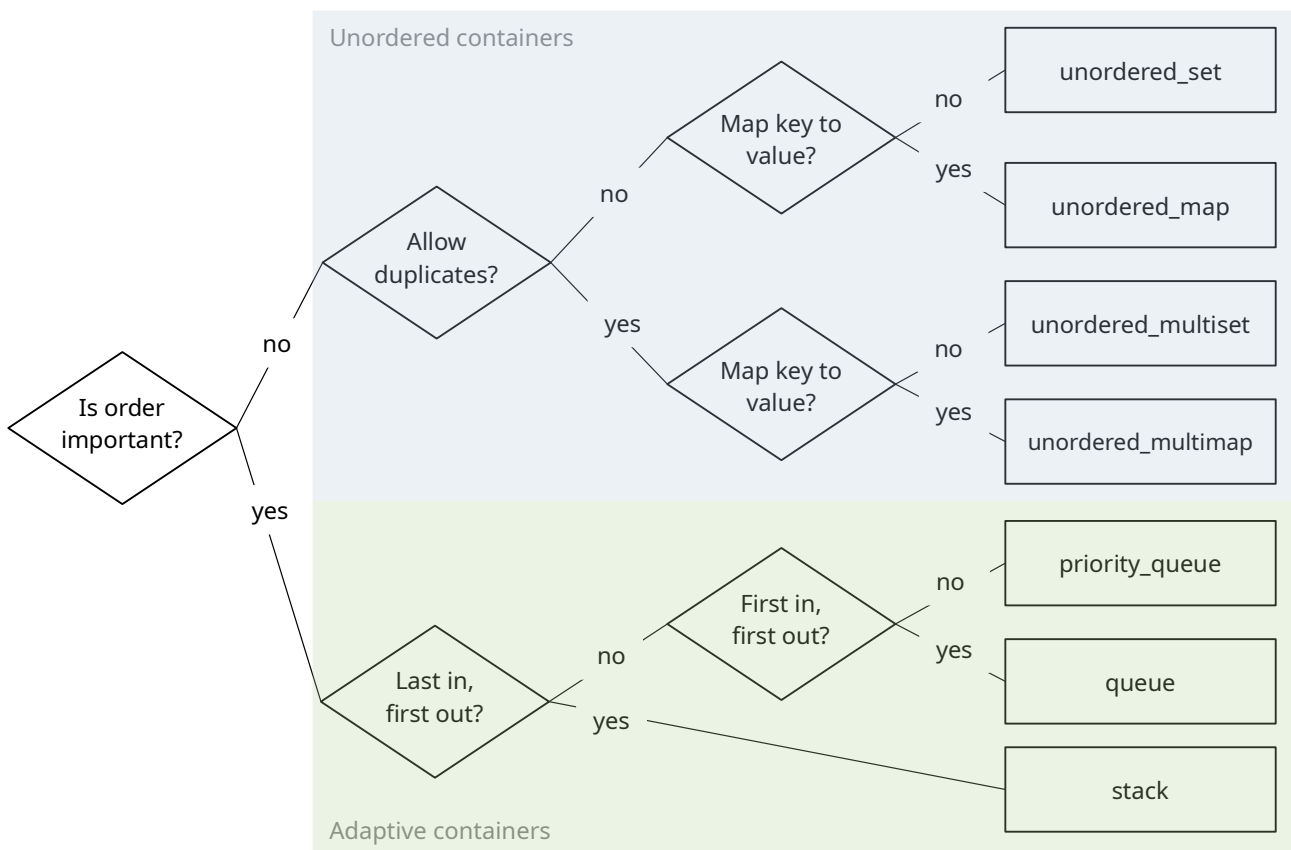 Unordered containers
unordered_set
no
Map key to
value?
yes
unordered_map
no
Allow
duplicates?
unordered_multiset
yes
no
no
Map key to
value?
Is order
important?
yes
unordered_multimap
yes
priority_queue
no
First in,
first out?
no
yes
Last in,
first out?
queue
yes
stack
Adaptive containers